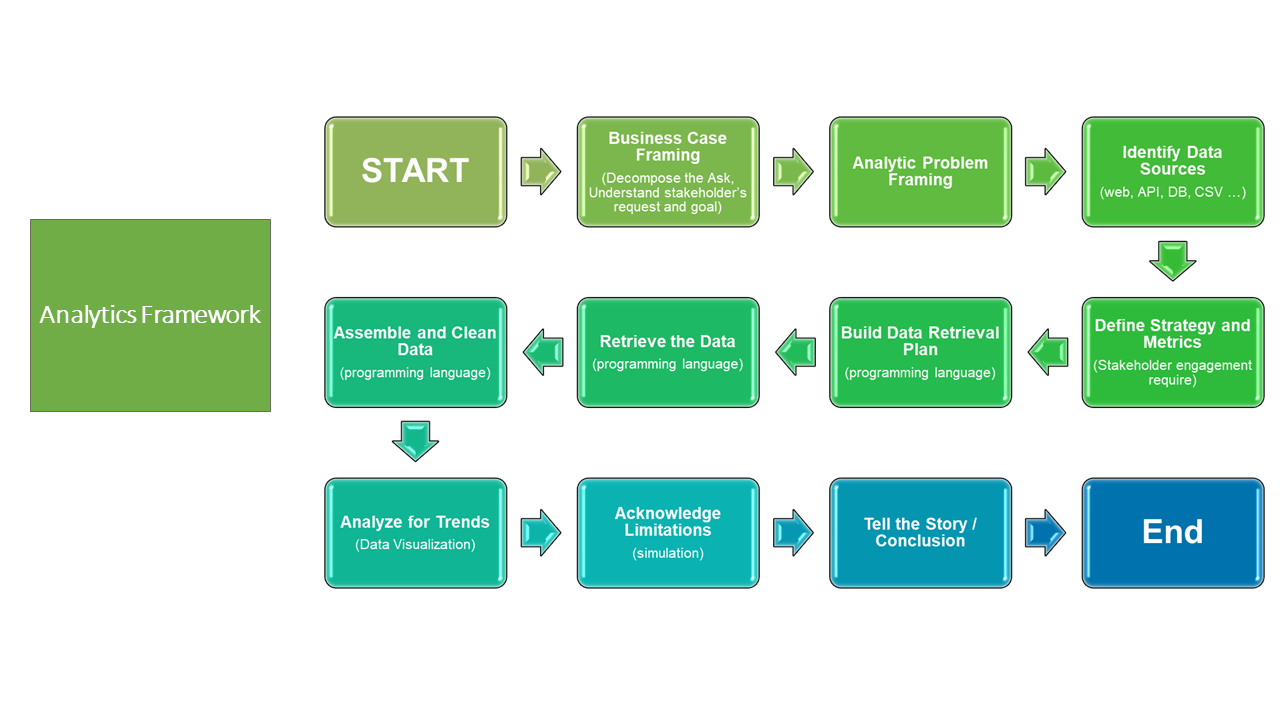 Analytics Framework
START
Business Case
Framing
(Decompose the Ask,
Understand stakeholder's
request and goal)
Analytic Problem
Framing
Identify Data
Sources
(web, API, DB, CSV …)
Define Strategy and
Metrics
(Stakeholder engagement
require)
Build Data Retrieval
Plan
(programming language)
Retrieve the Data
(programming language)
Assemble and Clean
Data
(programming language)
Analyze for Trends
(Data Visualization)
Acknowledge
Limitations
(simulation)
Tell the Story /
Conclusion
End